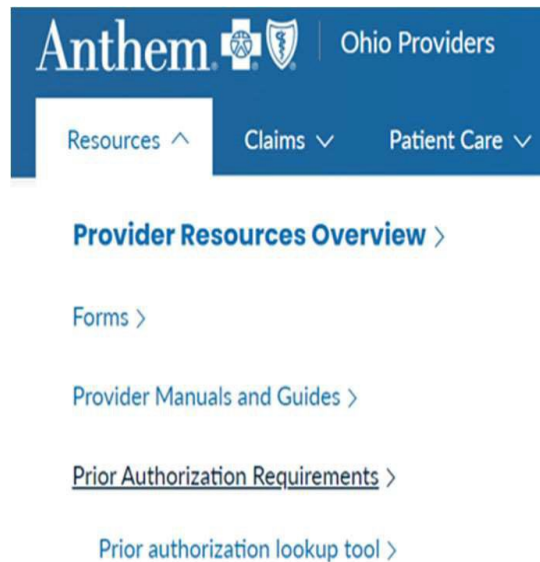 Anthem. Ohio Providers
Resources Claims Patient Care
Provider Resources Overview >
Forms >
Provider Manuals and Guides >
Prior Authorization Requirements >
Prior authorization lookup tool >